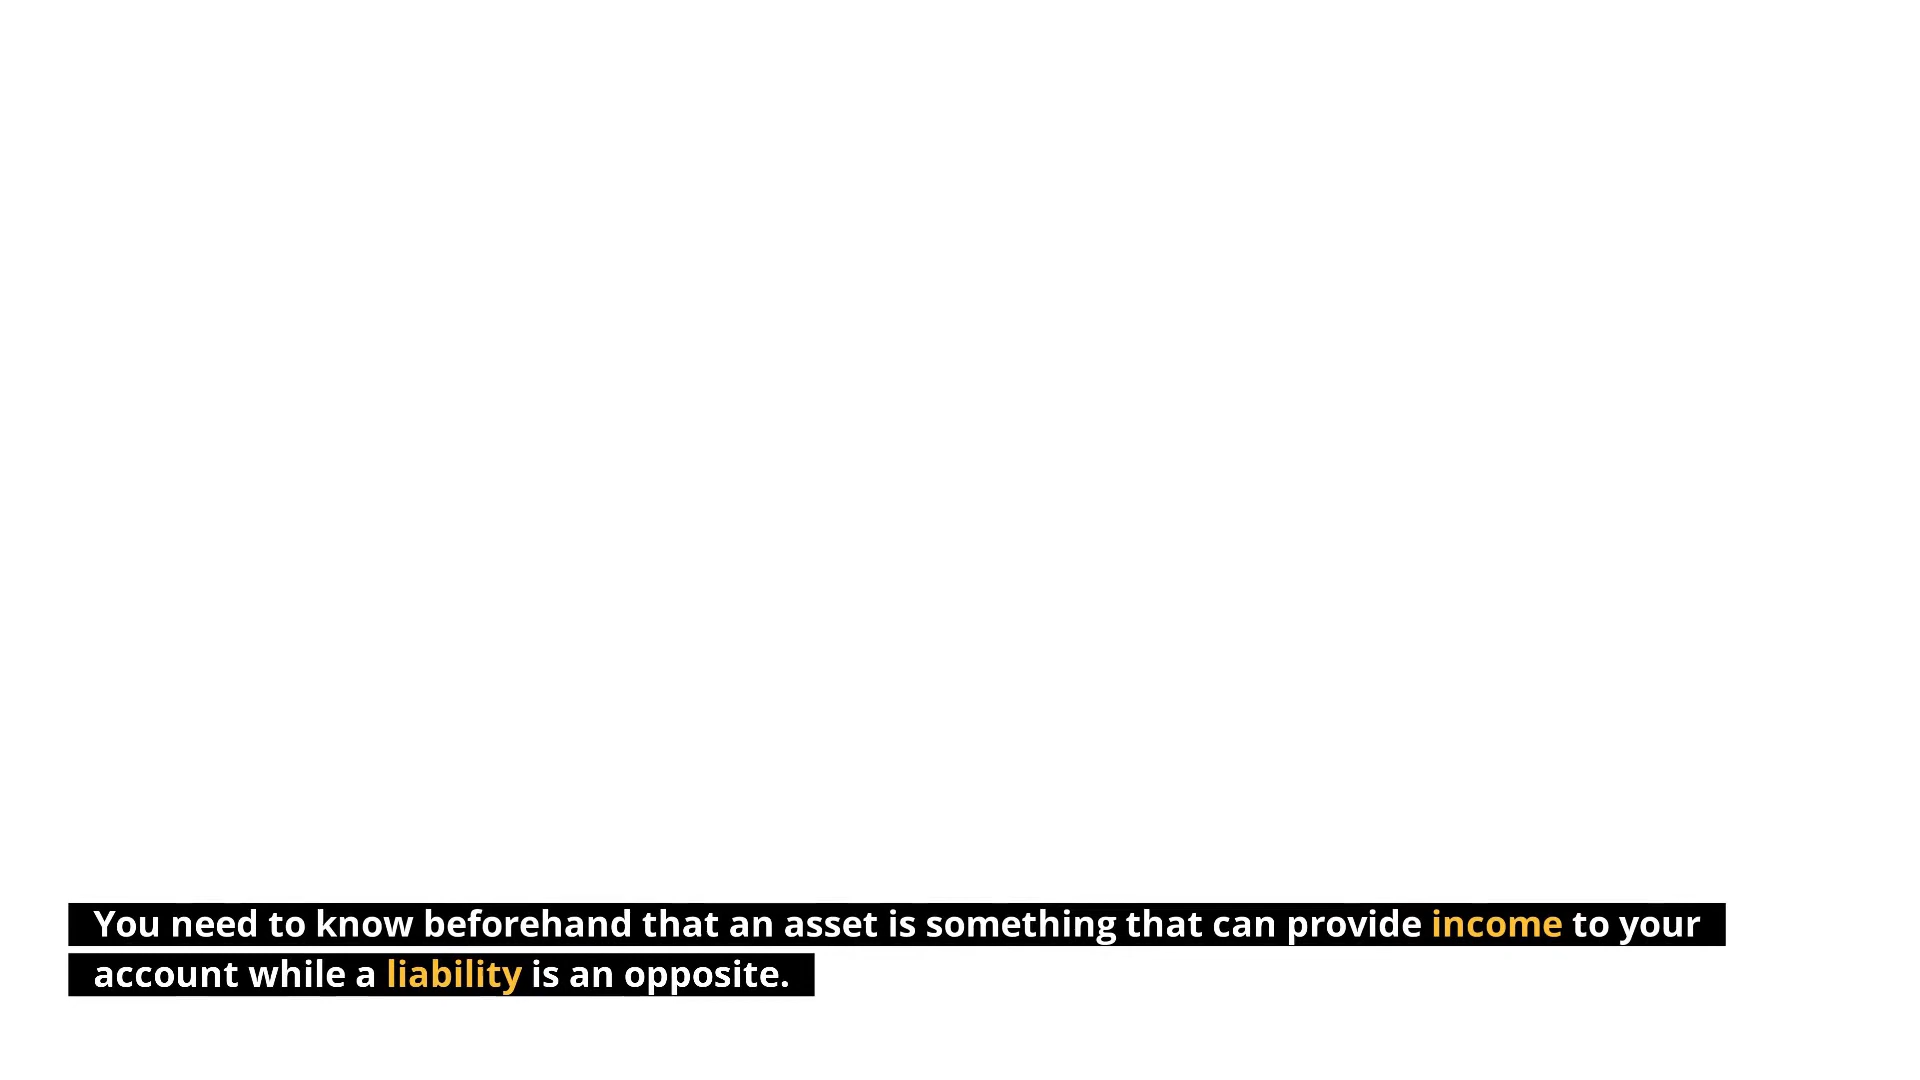 You need to know beforehand that an asset is something that can provide income to your
account while a liability is an opposite.